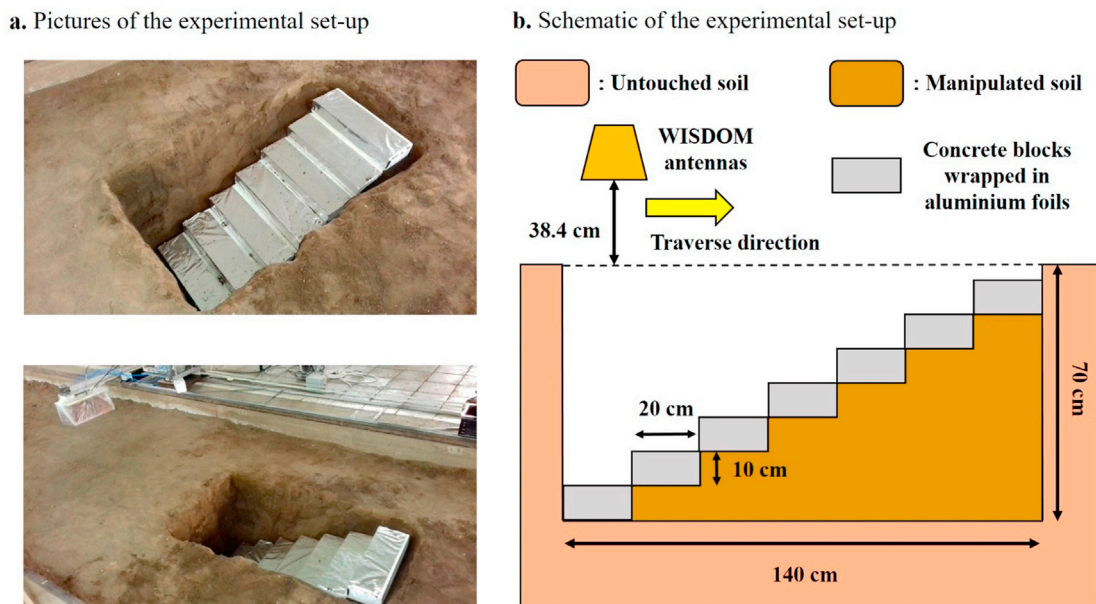 a. Pictures of the experimental set-up
b. Schematic of the experimental set-up
: Untouched soil
: Manipulated soil
WISDOM
antennas
Concrete blocks
wrapped in
aluminium foils
38.4 cm
Traverse direction
20 cm
10 cm
70 cm
140 cm